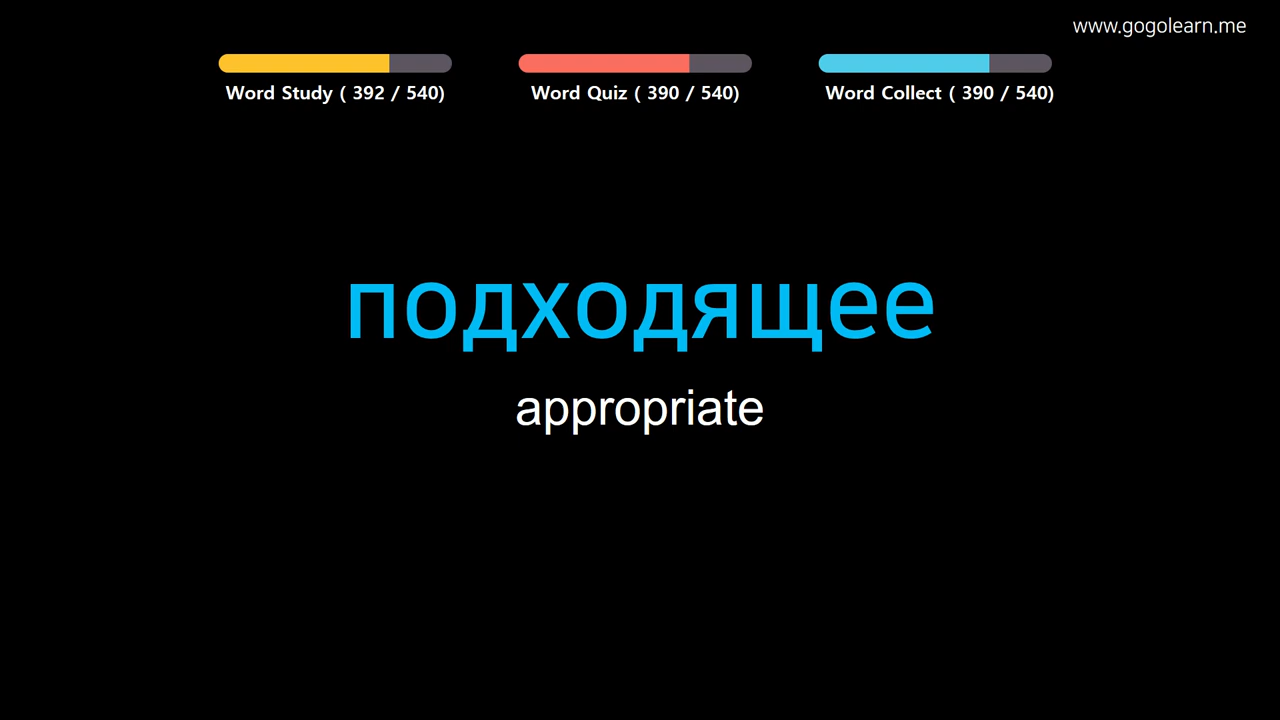 www.gogolearn.me
Word Study ( 392 / 540)
Word Quiz ( 390 / 540)
Word Collect ( 390 / 540)
подходящее
appropriate